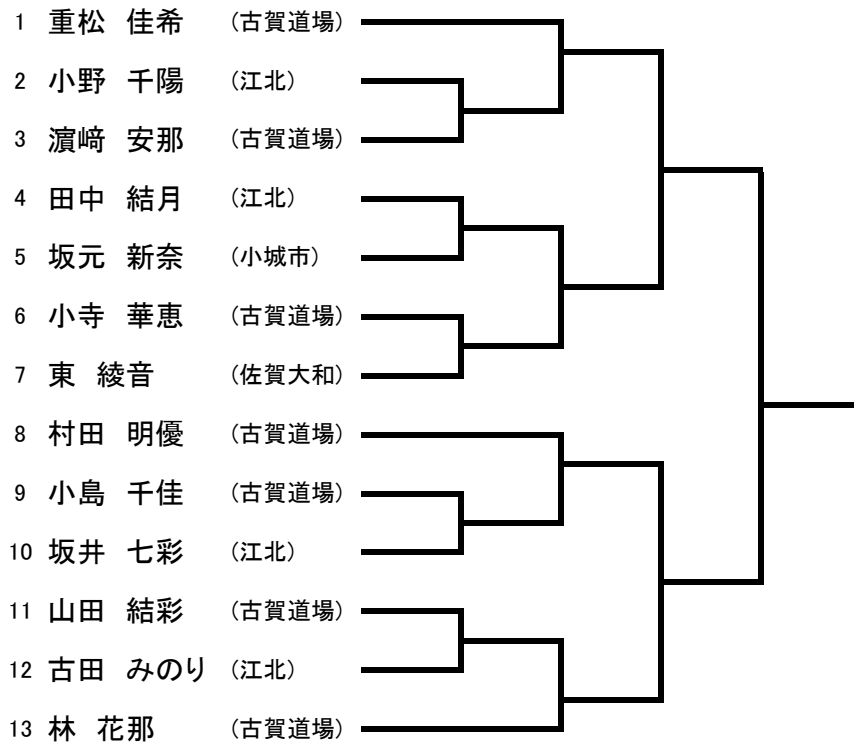 1 重松 佳希 (古賀道場)
2 小野 千陽 (江北)
3 濵﨑 安那 (古賀道場)
4 田中 結月 (江北)
5 坂元 新奈 (小城市)
6 小寺 華恵 (古賀道場)
7 東 綾音 (佐賀大和)
8 村田 明優 (古賀道場)
9 小島 千佳 (古賀道場)
10 坂井 七彩 (江北)
11 山田 結彩 (古賀道場)
12 古田 みのり (江北)
13 林 花那 (古賀道場)